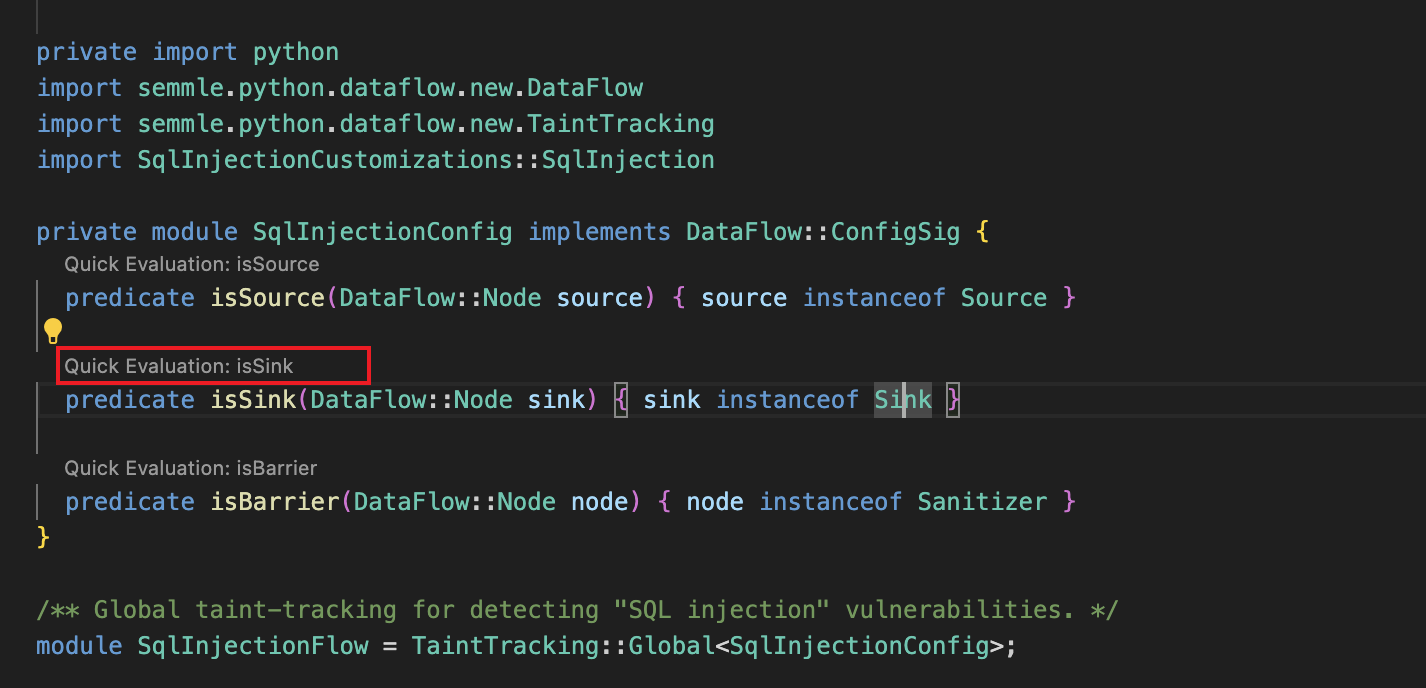 private import python
import semmle.python.dataflow.new.DataFlow
import semmle.python.dataflow.new.TaintTracking
import SqlInjectionCustomizations::SqlInjection
private module SqlInjectionConfig implements DataFlow::ConfigSig {
Quick Evaluation: isSource
predicate isSource(DataFlow::Node source) { source instanceof Source }
Quick Evaluation: isSink
predicate isSink(DataFlow::Node sink) { sink instanceof Sink }
Quick Evaluation: isBarrier
predicate isBarrier(DataFlow::Node node) { node instanceof Sanitizer }
}
/** Global taint-tracking for detecting "SQL injection" vulnerabilities. */
module SqlInjectionFlow = TaintTracking::Global<SqlInjectionConfig>;